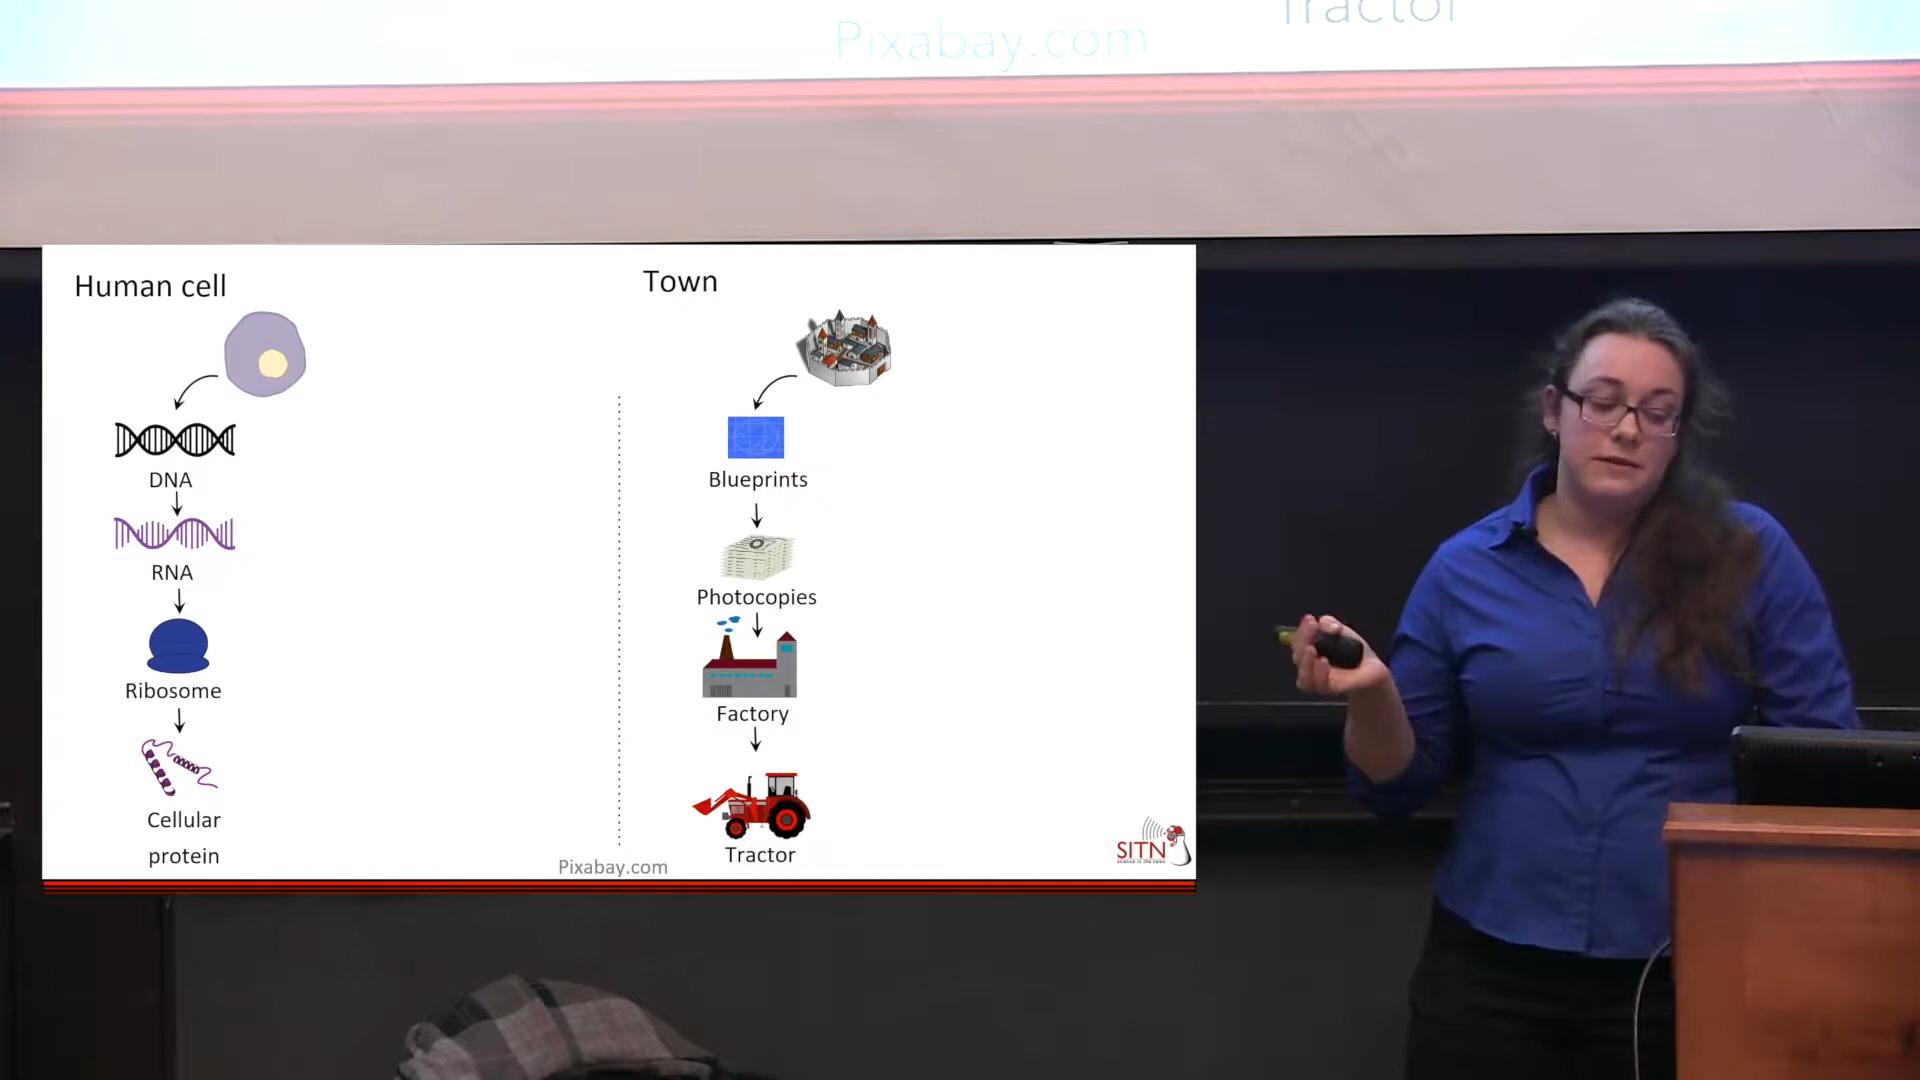 Pixabay.com
Tractor
Human cell
DNA
RNA
Ribosome
Cellular
protein
Town
Blueprints
Photocopies
Factory
Tractor
Pixabay.com
SITN